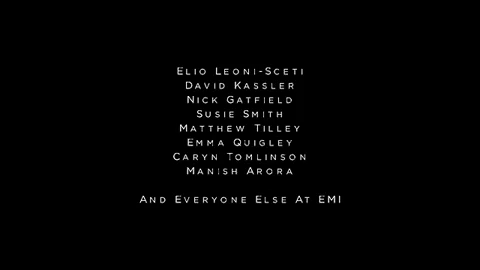 Elio Leoni-Sceti
David Kassler
Nick Gatfield
Susie Smith
Matthew Tilley
Emma Quigley
Caryn Tomlinson
Manish Arora
And Everyone Else At EMI